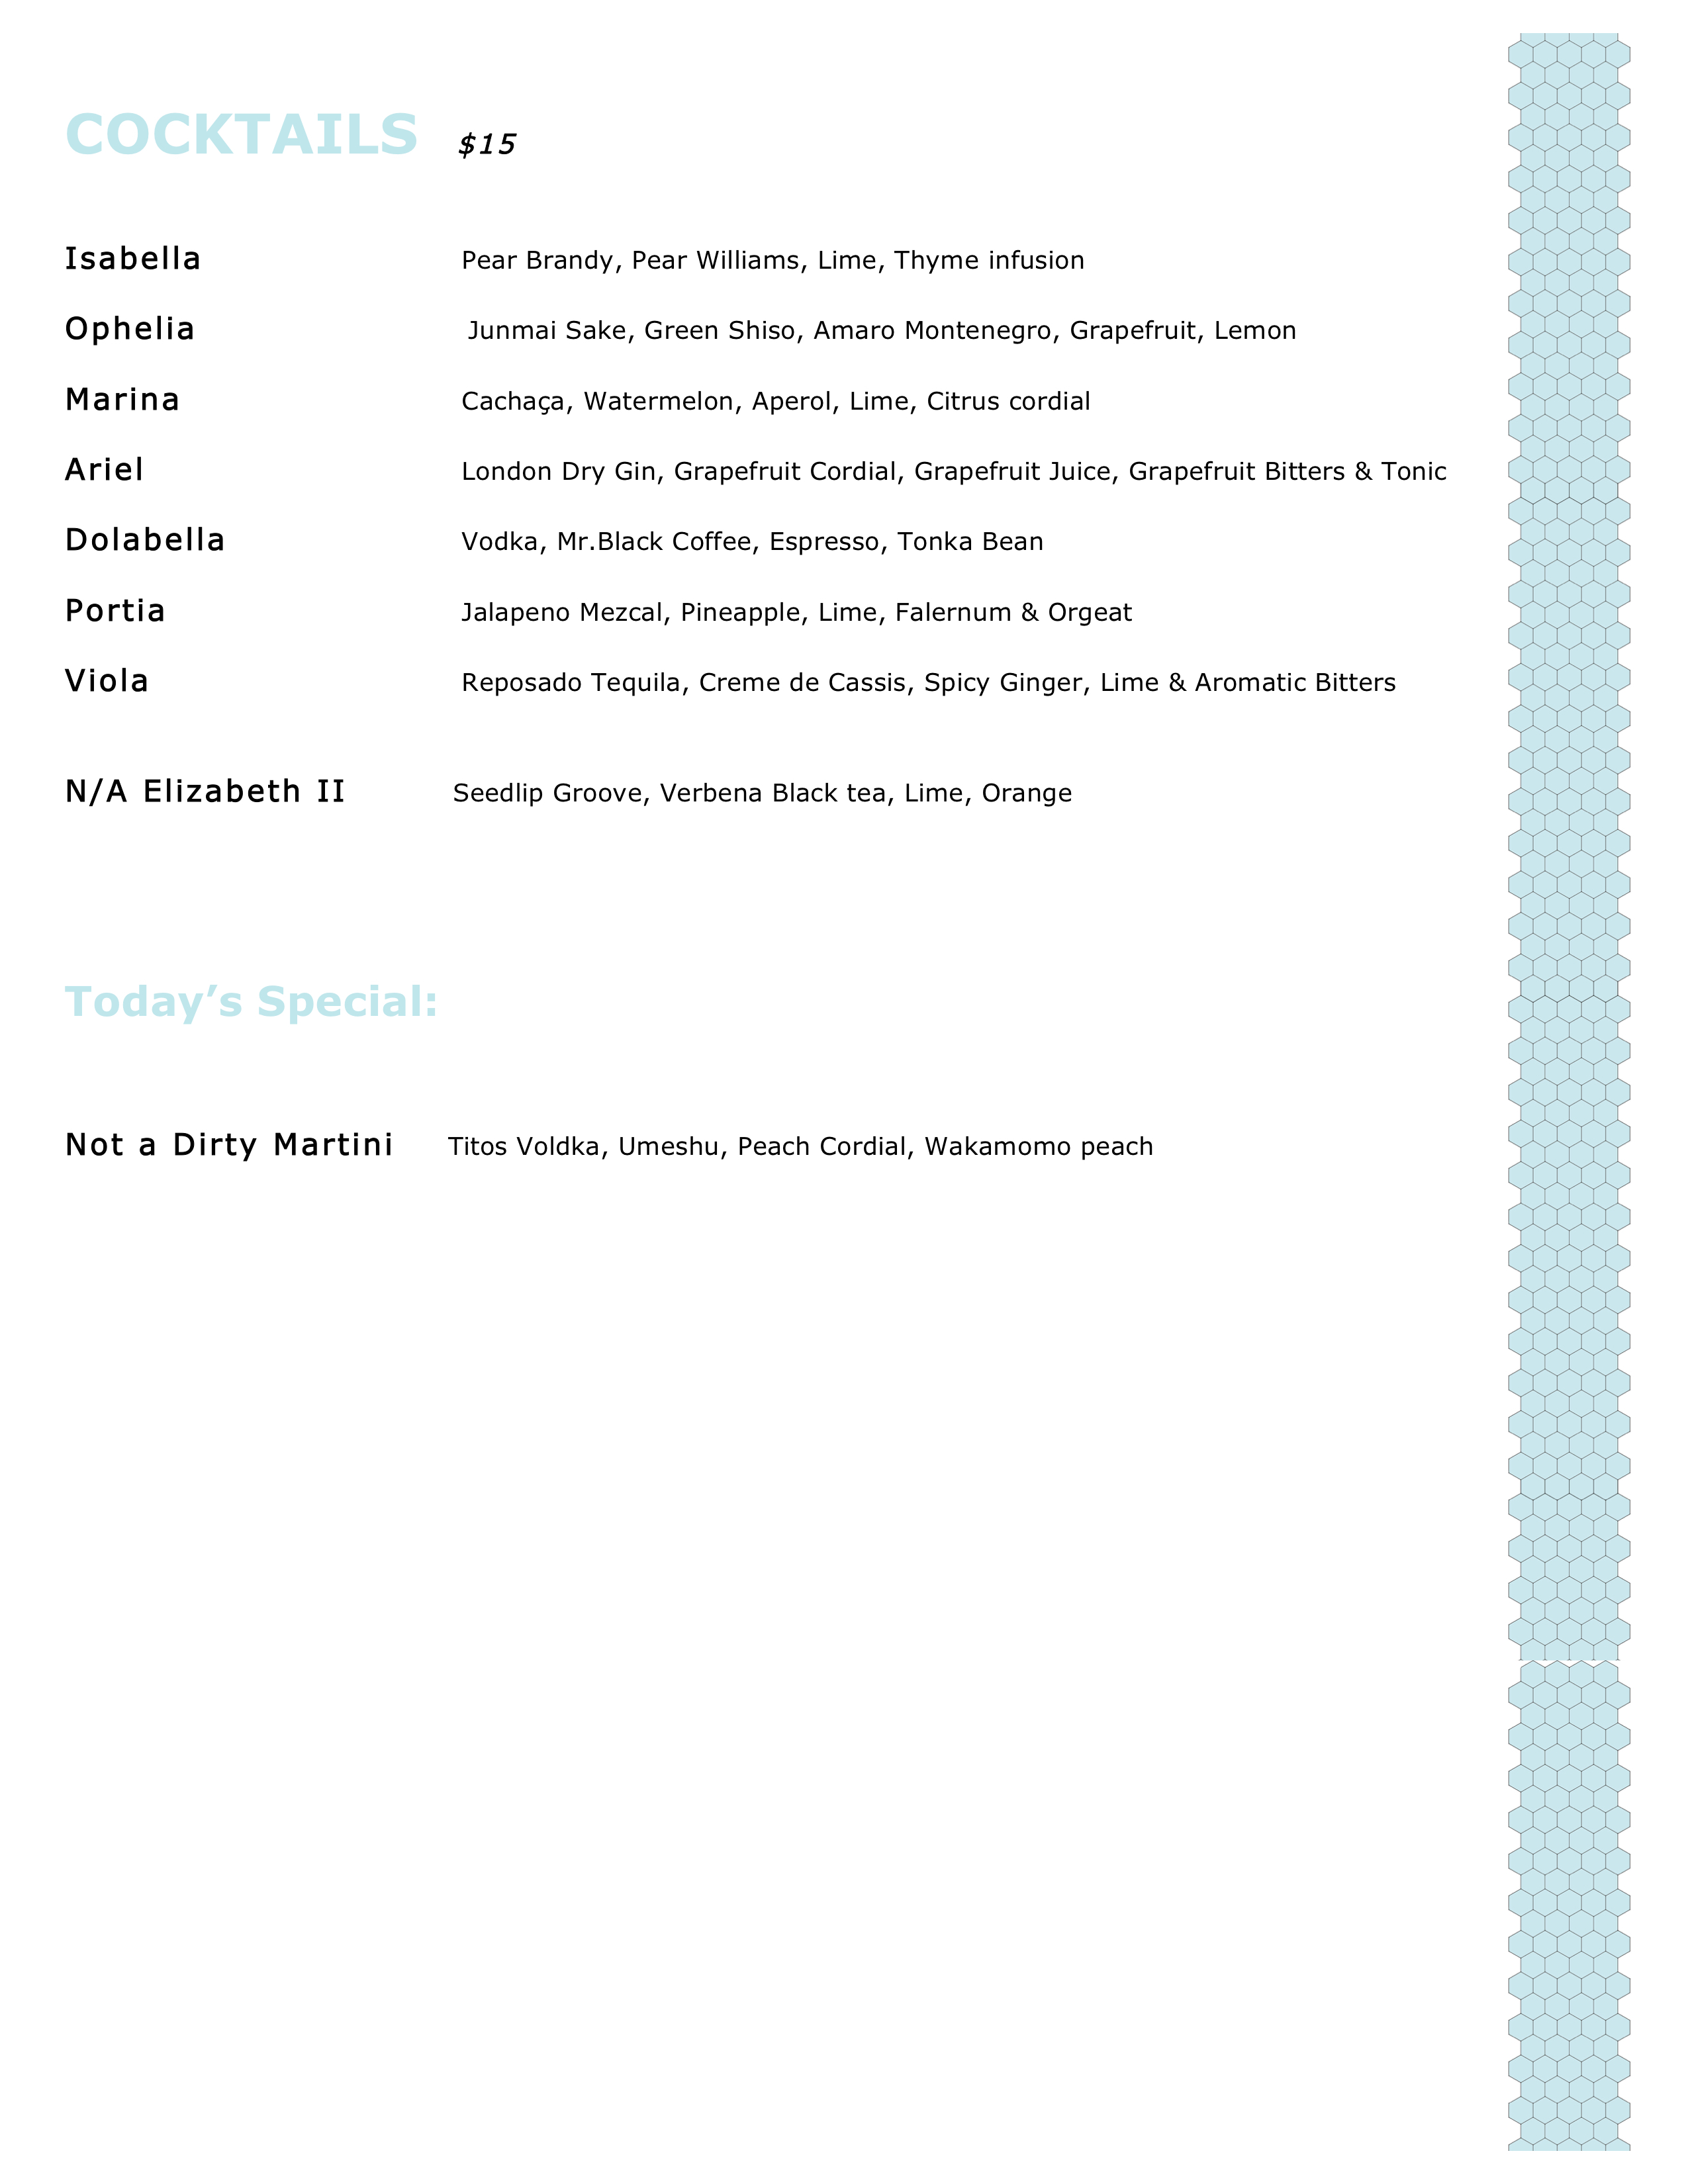 COCKTAILS $15
Isabella Pear Brandy, Pear Williams, Lime, Thyme infusion
Ophelia Junmai Sake, Green Shiso, Amaro Montenegro, Grapefruit, Lemon
Marina Cachaça, Watermelon, Aperol, Lime, Citrus cordial
Ariel London Dry Gin, Grapefruit Cordial, Grapefruit Juice, Grapefruit Bitters & Tonic
Dolabella Vodka, Mr.Black Coffee, Espresso, Tonka Bean
Portia Jalapeno Mezcal, Pineapple, Lime, Falernum & Orgeat
Viola Reposado Tequila, Creme de Cassis, Spicy Ginger, Lime & Aromatic Bitters
N/A Elizabeth II Seedlip Groove, Verbena Black tea, Lime, Orange
Today’s Special:
Not a Dirty Martini Titos Voldka, Umeshu, Peach Cordial, Wakamomo peach